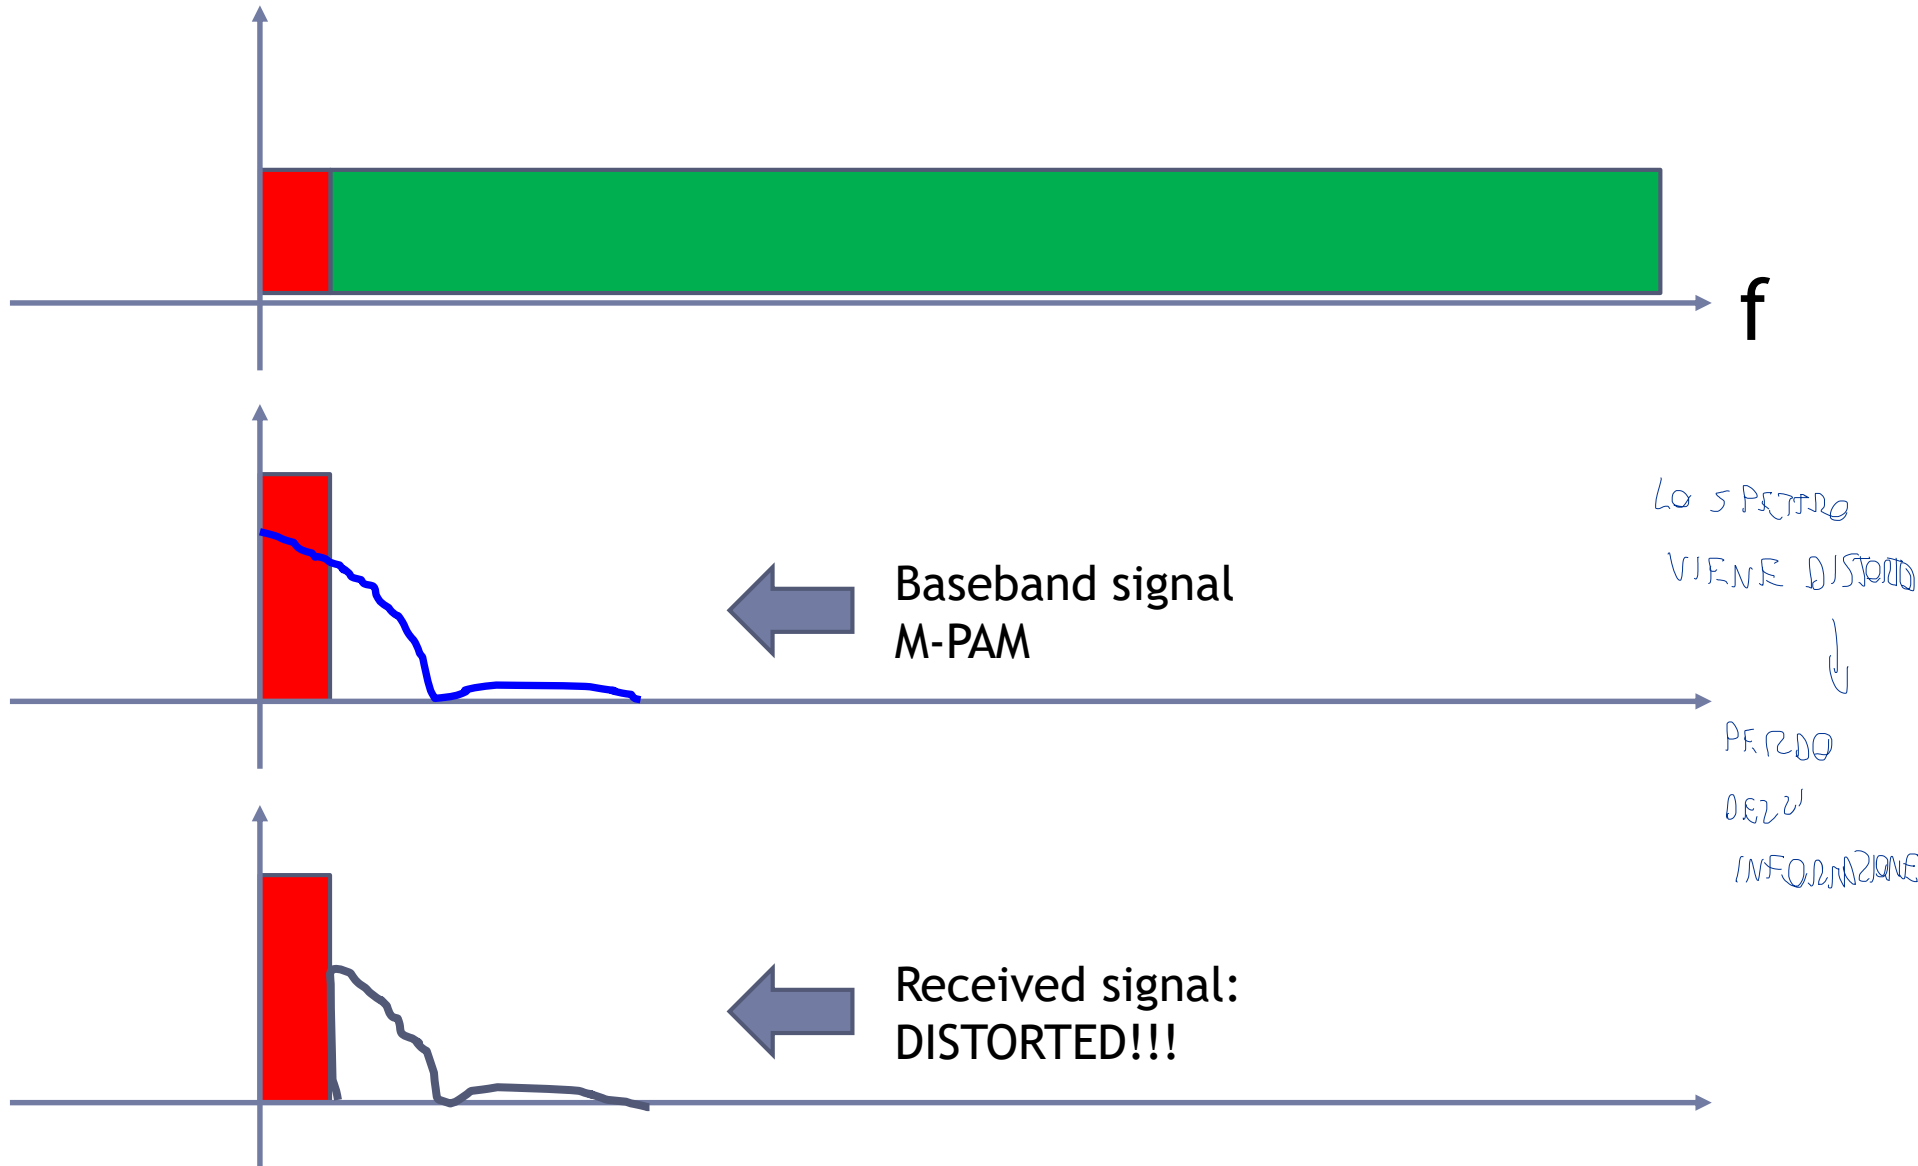 f
LO SPETTRO
Baseband signal
VIENE DISTORTO
M-PAM
PERDO
DELL'
INFORMAZIONE
Received signal:
DISTORTED!!!